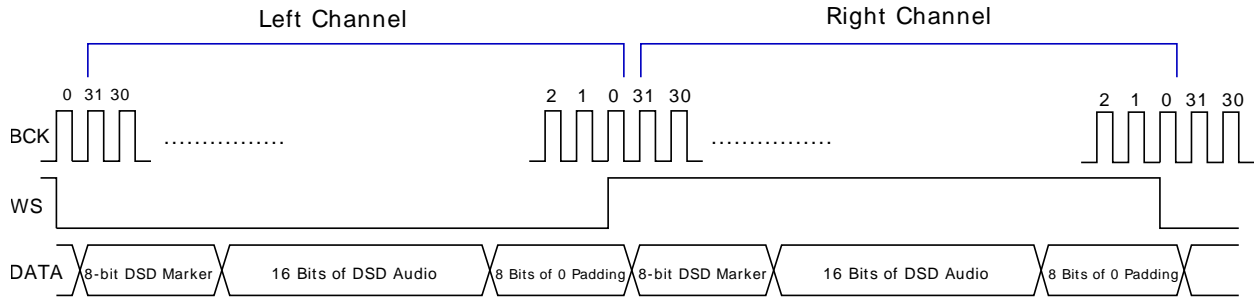 Left Channel
Right Channel
0 31 30
2 1 0 31 30
2 1 0 31 30
BCK
................
................
WS
DATA
8-bit DSD Marker
16 Bits of DSD Audio
8 Bits of 0 Padding
8-bit DSD Marker
16 Bits of DSD Audio
8 Bits of 0 Padding